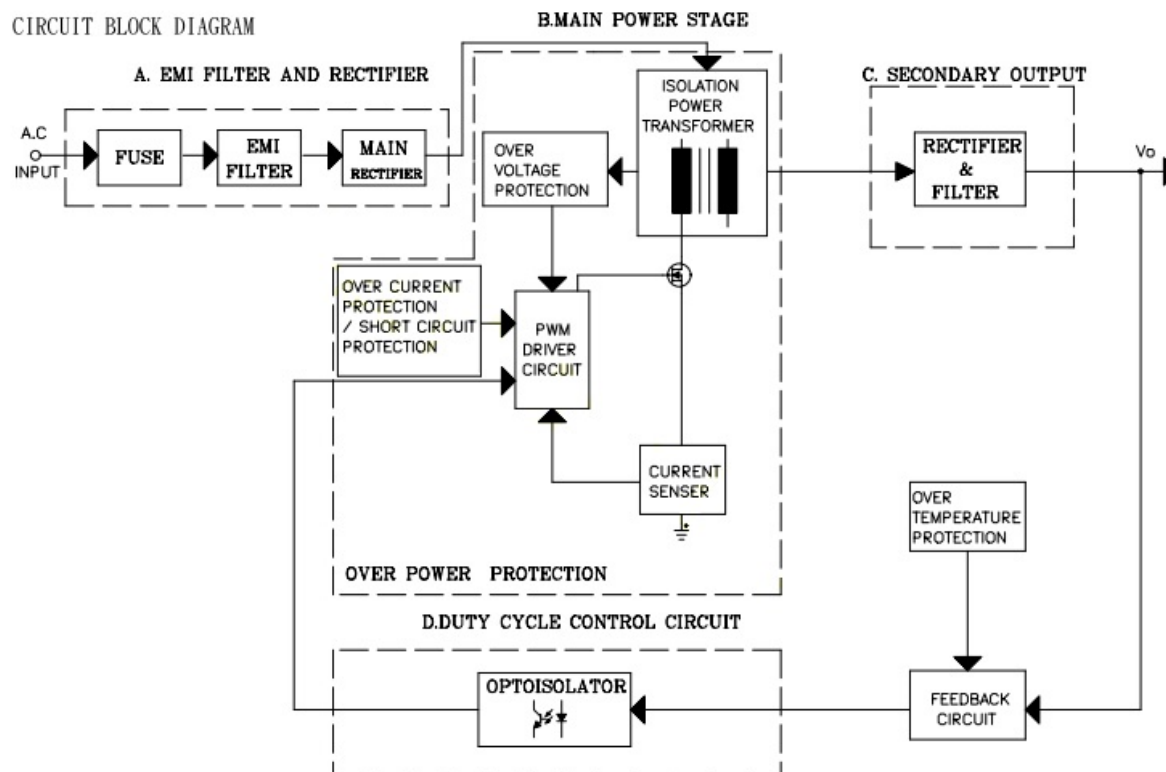 CIRCUIT BLOCK DIAGRAM
B.MAIN POWER STAGE
A. EMI FILTER AND RECTIFIER
C. SECONDARY OUTPUT
A.C
INPUT
FUSE
EMI
FILTER
MAIN
RECTIFIER
OVER
VOLTAGE
PROTECTION
ISOLATION
POWER
TRANSFORMER
RECTIFIER
&
FILTER
Vo
OVER CURRENT
PROTECTION
/ SHORT CIRCUIT
PROTECTION
PWM
DRIVER
CIRCUIT
CURRENT
SENSER
OVER
TEMPERATURE
PROTECTION
OVER POWER PROTECTION
D.DUTY CYCLE CONTROL CIRCUIT
OPTOISOLATOR
FEEDBACK
CIRCUIT